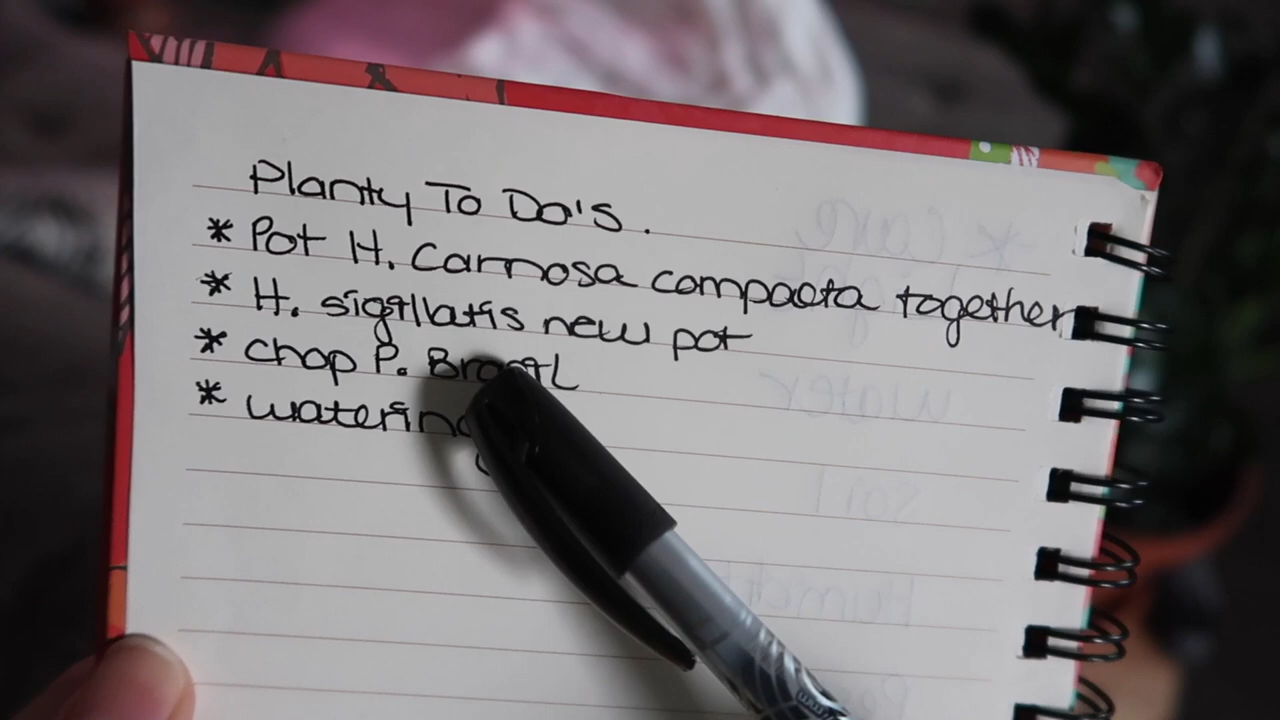 Planty To Do's.
* Pot H. Carnosa compacta together
* H. sigillatis new pot
* chop P. Brasil
* watering